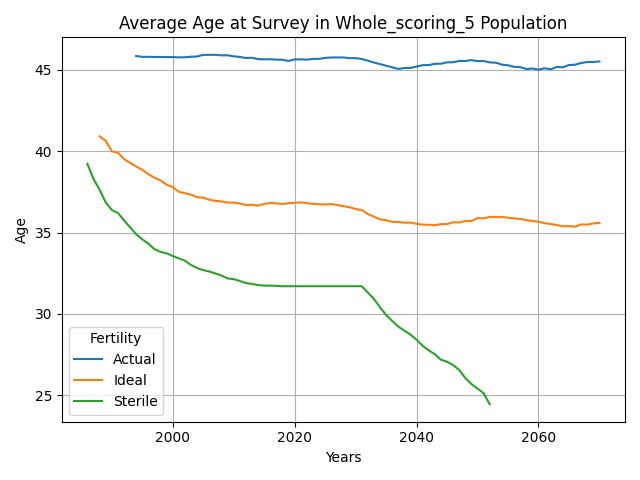 Average Age at Survey in Whole_scoring_5 Population
Age
45
40
35
30
25
Fertility
Actual
Ideal
Sterile
2000
2020
2040
2060
Years